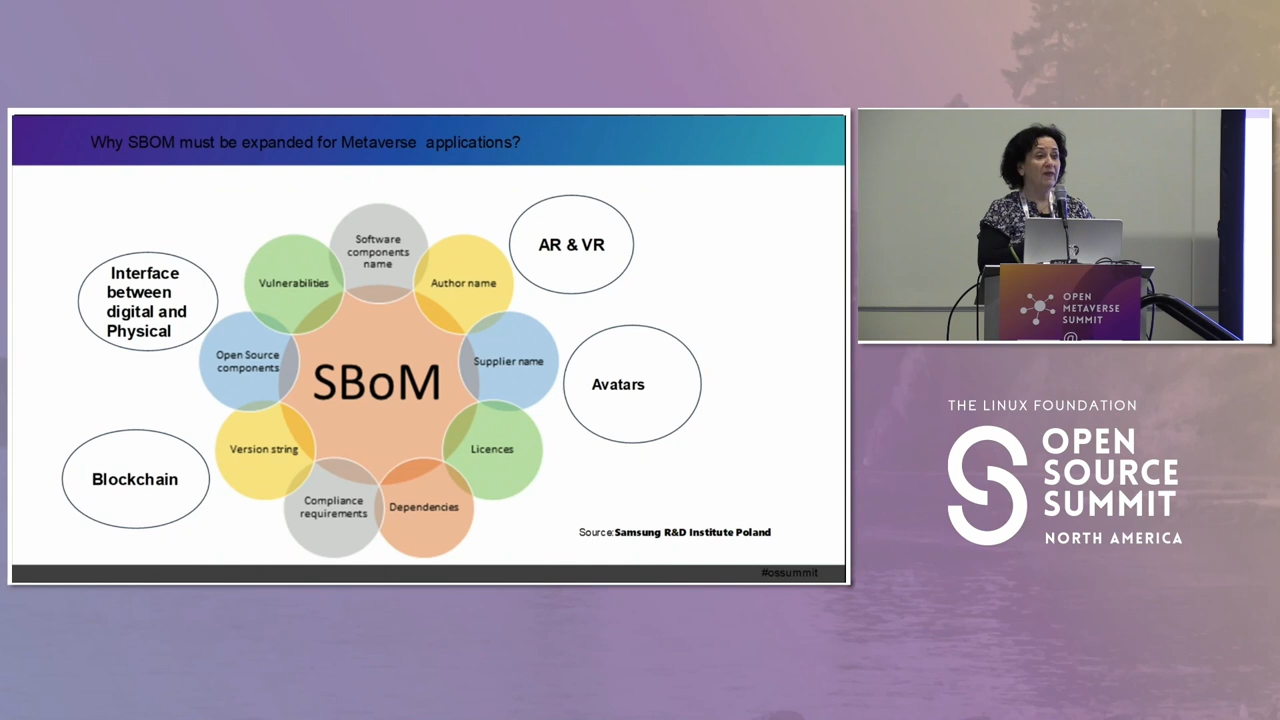 Why SBOM must be expanded for Metaverse applications?
Software
components
name
Vulnerabilities
Author name
AR & VR
Interface
between
digital and
Physical
Open Source
components
Supplier name
SBoM
Avatars
Version string
Licences
Blockchain
Compliance
requirements
Dependencies
Source:Samsung R&D Institute Poland
#ossummit
OPEN
METAVERSE
SUMMIT
@
THE LINUX FOUNDATION
OPEN
SOURCE
SUMMIT
NORTH AMERICA